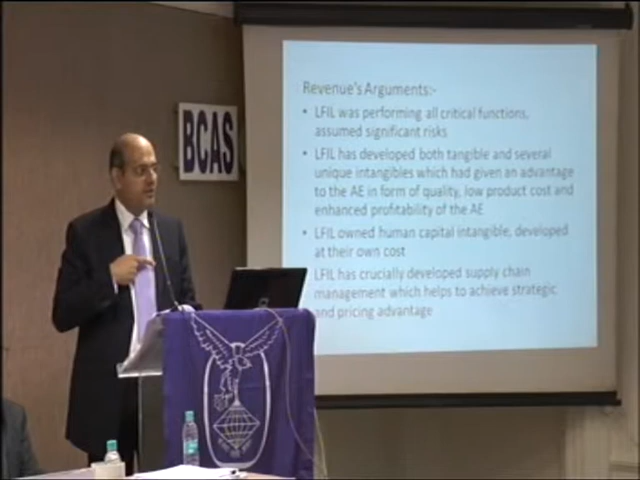 BCAS
Revenue's Arguments:-
• LFIL was performing all critical functions,
assumed significant risks
• LFIL has developed both tangible and several
unique intangibles which had given an advantage
to the AE in form of quality, low product cost and
enhanced profitability of the AE
• LFIL owned human capital intangible, developed
at their own cost
LFIL has crucially developed supply chain
management which helps to achieve strategic
and pricing advantage